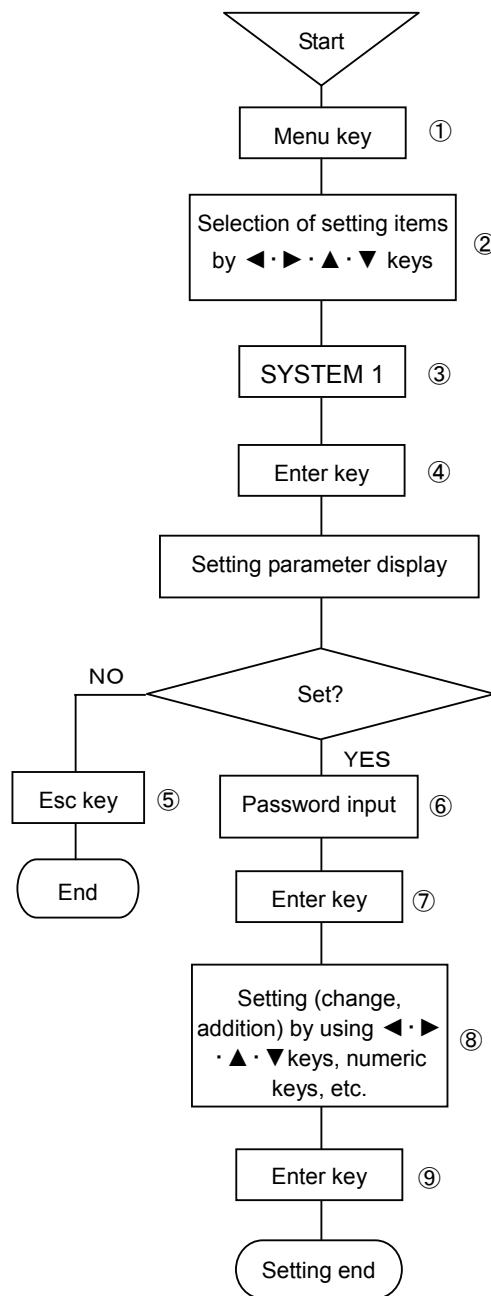 Start
Menu key ①
Selection of setting items
by ◀・▶・▲・▼ keys ②
SYSTEM 1 ③
Enter key ④
Setting parameter display
Set?
NO
YES
Esc key ⑤
End
Password input ⑥
Enter key ⑦
Setting (change,
addition) by using ◀・▶
・▲・▼keys, numeric
keys, etc.
⑧
Enter key ⑨
Setting end